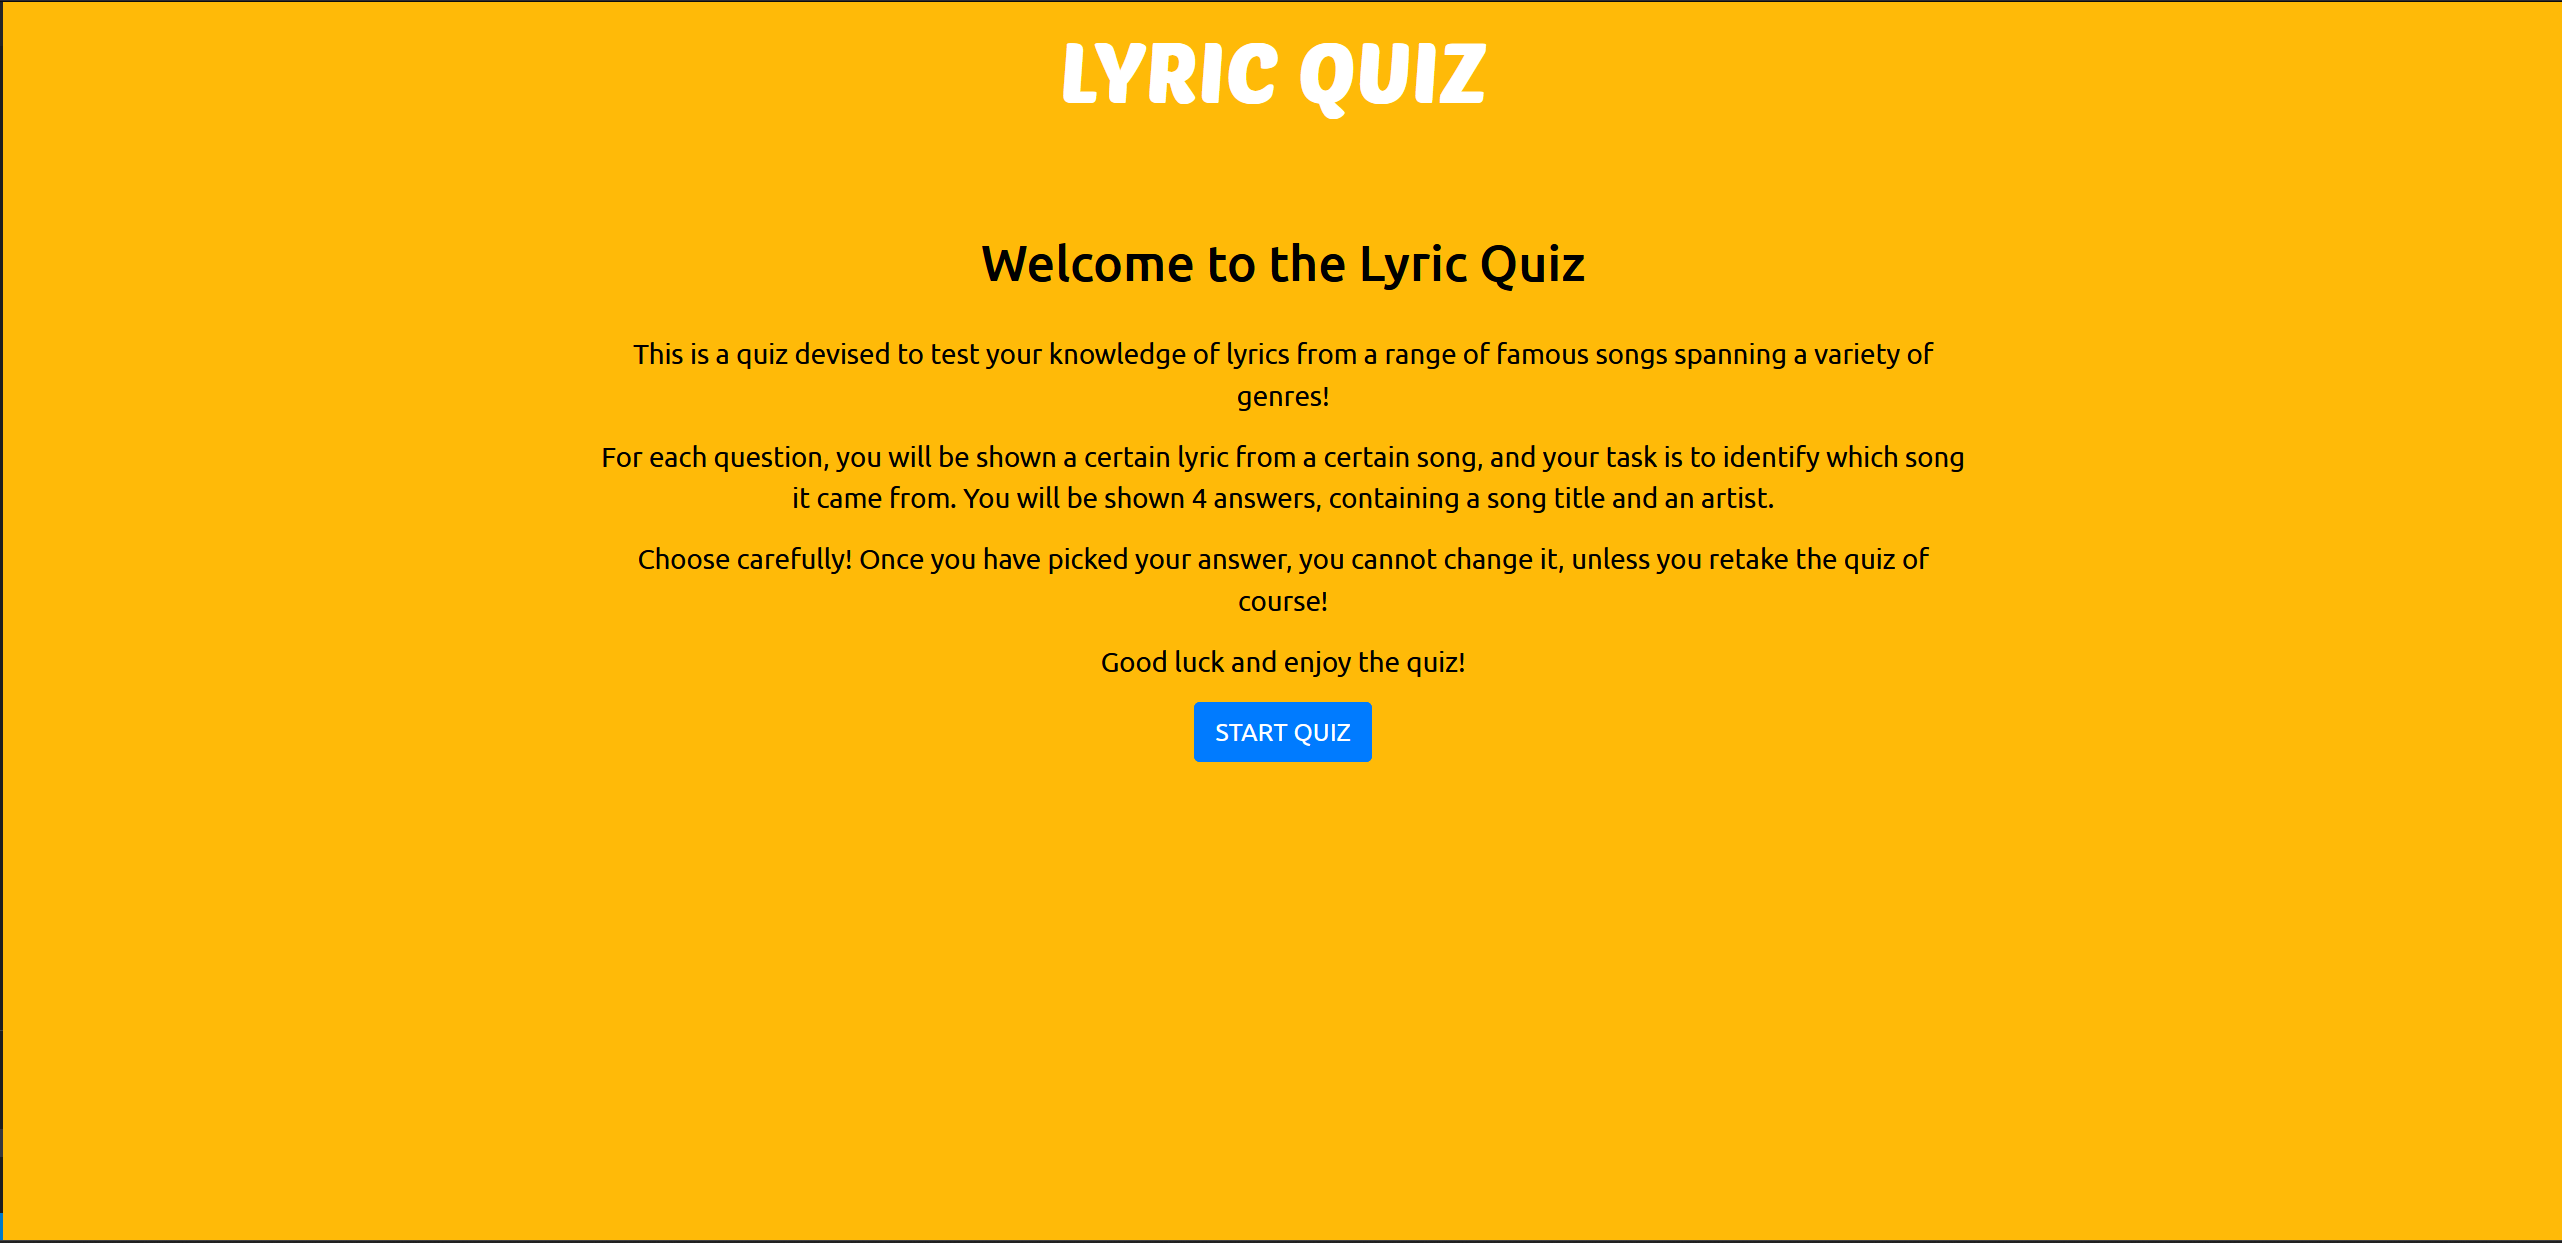 LYRIC QUIZ
Welcome to the Lyric Quiz
This is a quiz devised to test your knowledge of lyrics from a range of famous songs spanning a variety of
genres!
For each question, you will be shown a certain lyric from a certain song, and your task is to identify which song
it came from. You will be shown 4 answers, containing a song title and an artist.
Choose carefully! Once you have picked your answer, you cannot change it, unless you retake the quiz of
course!
Good luck and enjoy the quiz!
START QUIZ